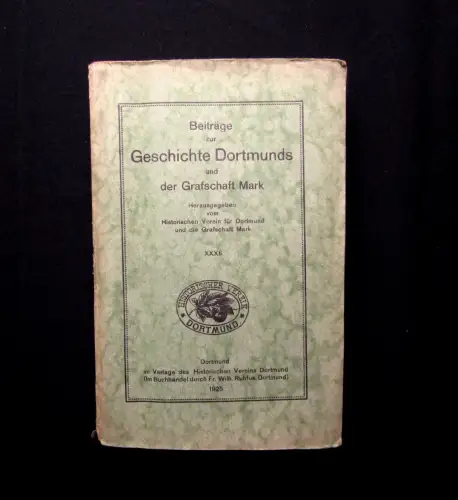 Beiträge
zur
Geschichte Dortmunds
und
der Grafschaft Mark
Herausgegeben
vom
Historischen Verein für Dortmund
und die Grafschaft Mark
XXXII
HISTORISCHER VEREIN
DORTMUND
Dortmund
im Verlage des Historischen Vereins Dortmund
(Im Buchhandel durch Fr. Wilh. Ruhfus, Dortmund)
1925